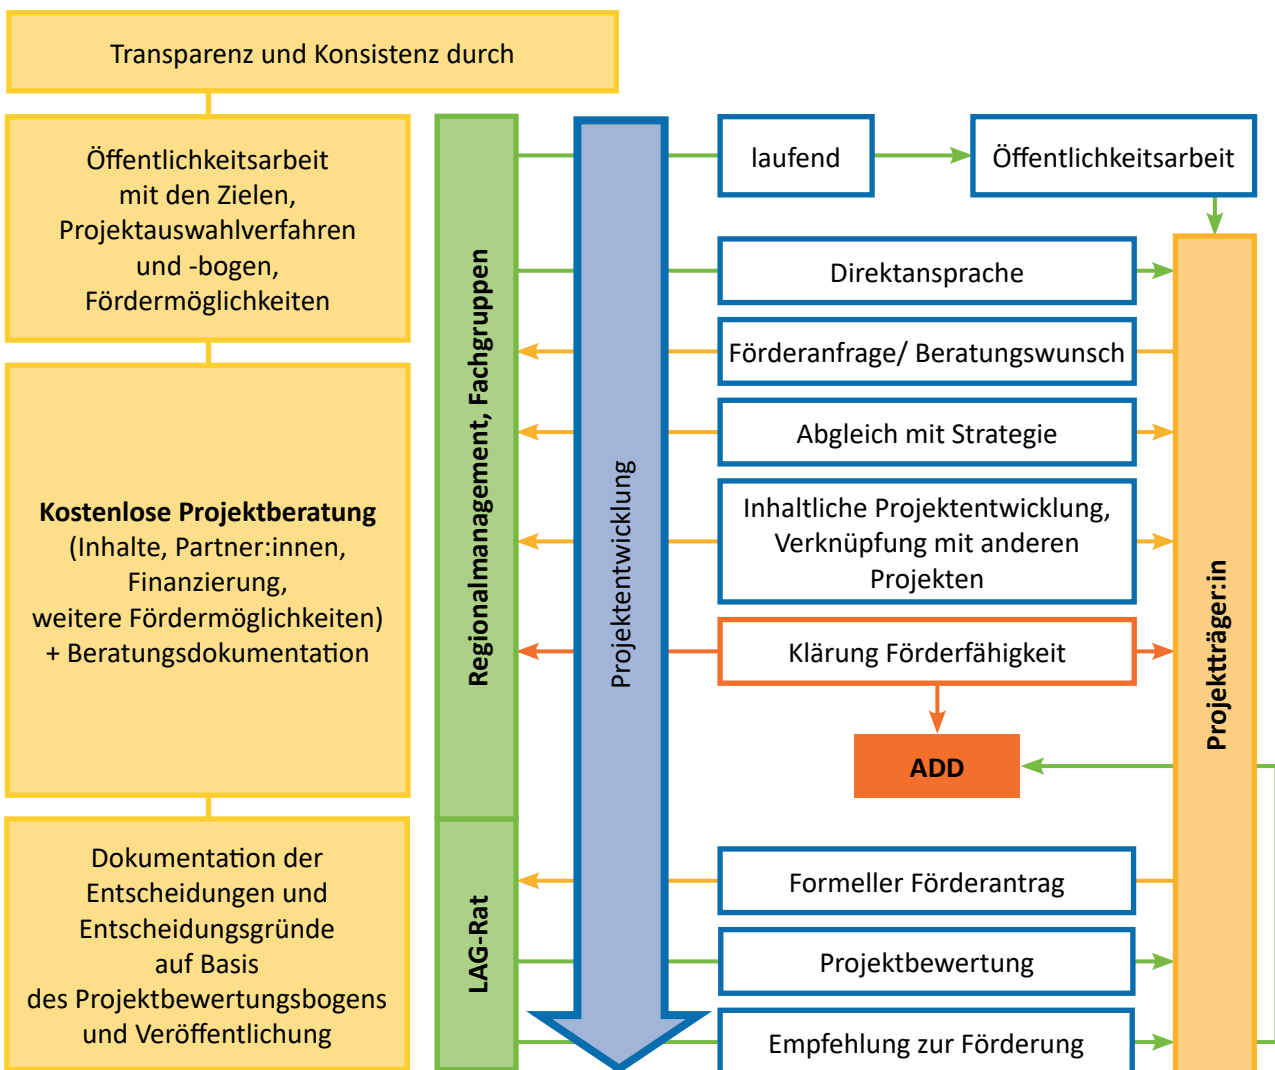 Transparenz und Konsistenz durch
Öffentlichkeitsarbeit
mit den Zielen,
Projektauswahlverfahren
und -bogen,
Fördermöglichkeiten
Kostenlose Projektberatung
(Inhalte, Partner:innen,
Finanzierung,
weitere Fördermöglichkeiten)
+ Beratungsdokumentation
Dokumentation der
Entscheidungen und
Entscheidungsgründe
auf Basis
des Projektbewertungsbogens
und Veröffentlichung
Regionalmanagement, Fachgruppen
LAG-Rat
Projektentwicklung
laufend
Öffentlichkeitsarbeit
Direktansprache
Förderanfrage/ Beratungswunsch
Abgleich mit Strategie
Inhaltliche Projektentwicklung,
Verknüpfung mit anderen
Projekten
Klärung Förderfähigkeit
ADD
Formeller Förderantrag
Projektbewertung
Empfehlung zur Förderung
Projektträger:in